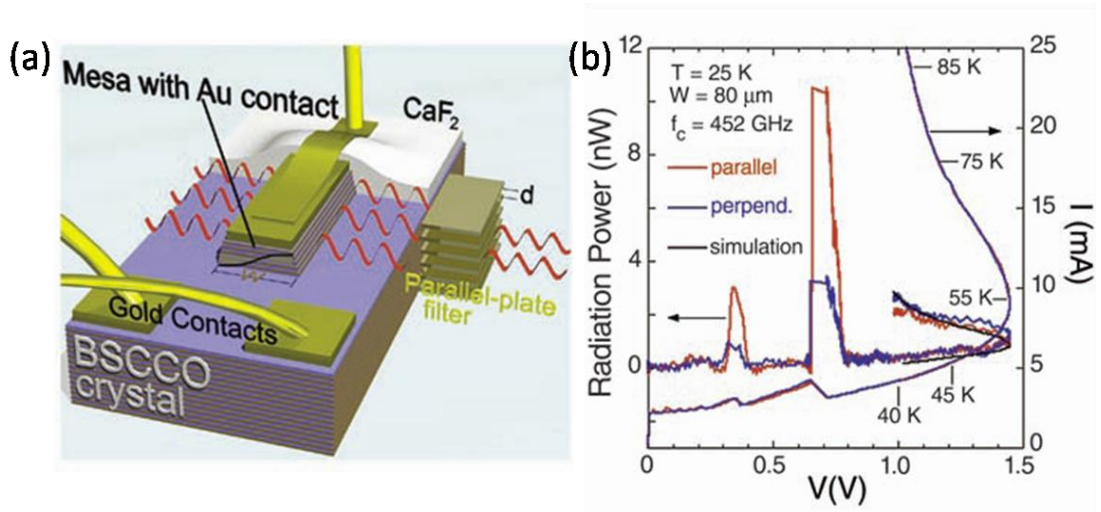 (a)
Mesa with Au contact
CaF2
d
W
Parallel-plate
filter
Gold Contacts
BSCCO
crystal
(b)
12
8
4
0
Radiation Power (nW)
T = 25 K
W = 80 μm
fc = 452 GHz
parallel
perpend.
simulation
85 K
75 K
55 K
45 K
40 K
25
20
15
10
5
0
I (mA)
0
0.5
1.0
1.5
V(V)